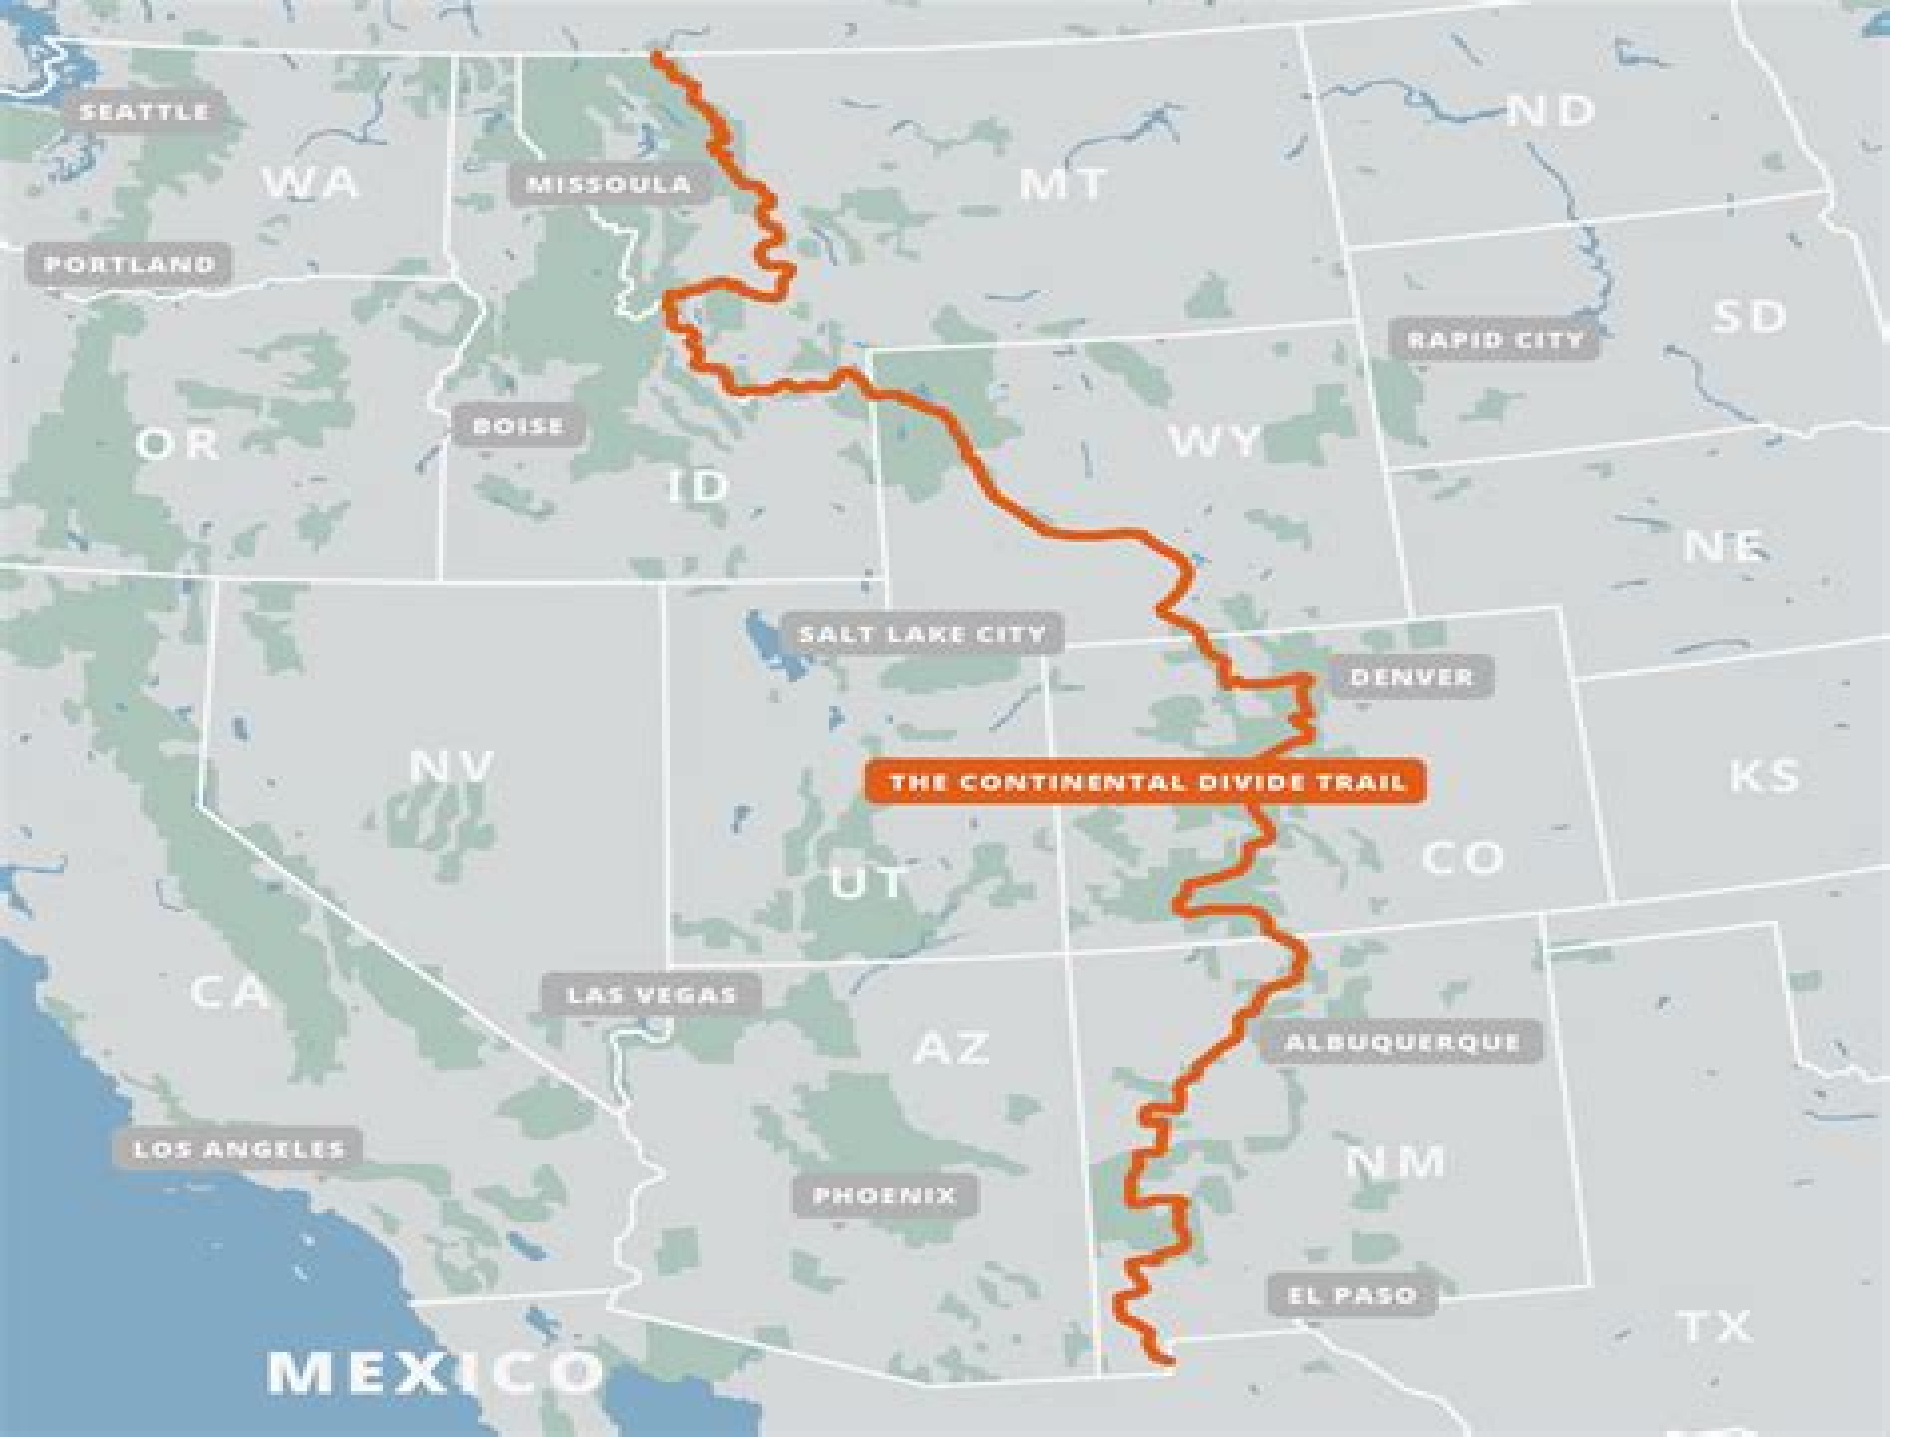 SEATTLE
ND
WA
MISSOULA
MT
PORTLAND
SD
RAPID CITY
BOISE
OR
WY
ID
NE
SALT LAKE CITY
DENVER
NV
THE CONTINENTAL DIVIDE TRAIL
KS
UT
CO
CA
LAS VEGAS
AZ
ALBUQUERQUE
LOS ANGELES
NM
PHOENIX
EL PASO
TX
MEXICO